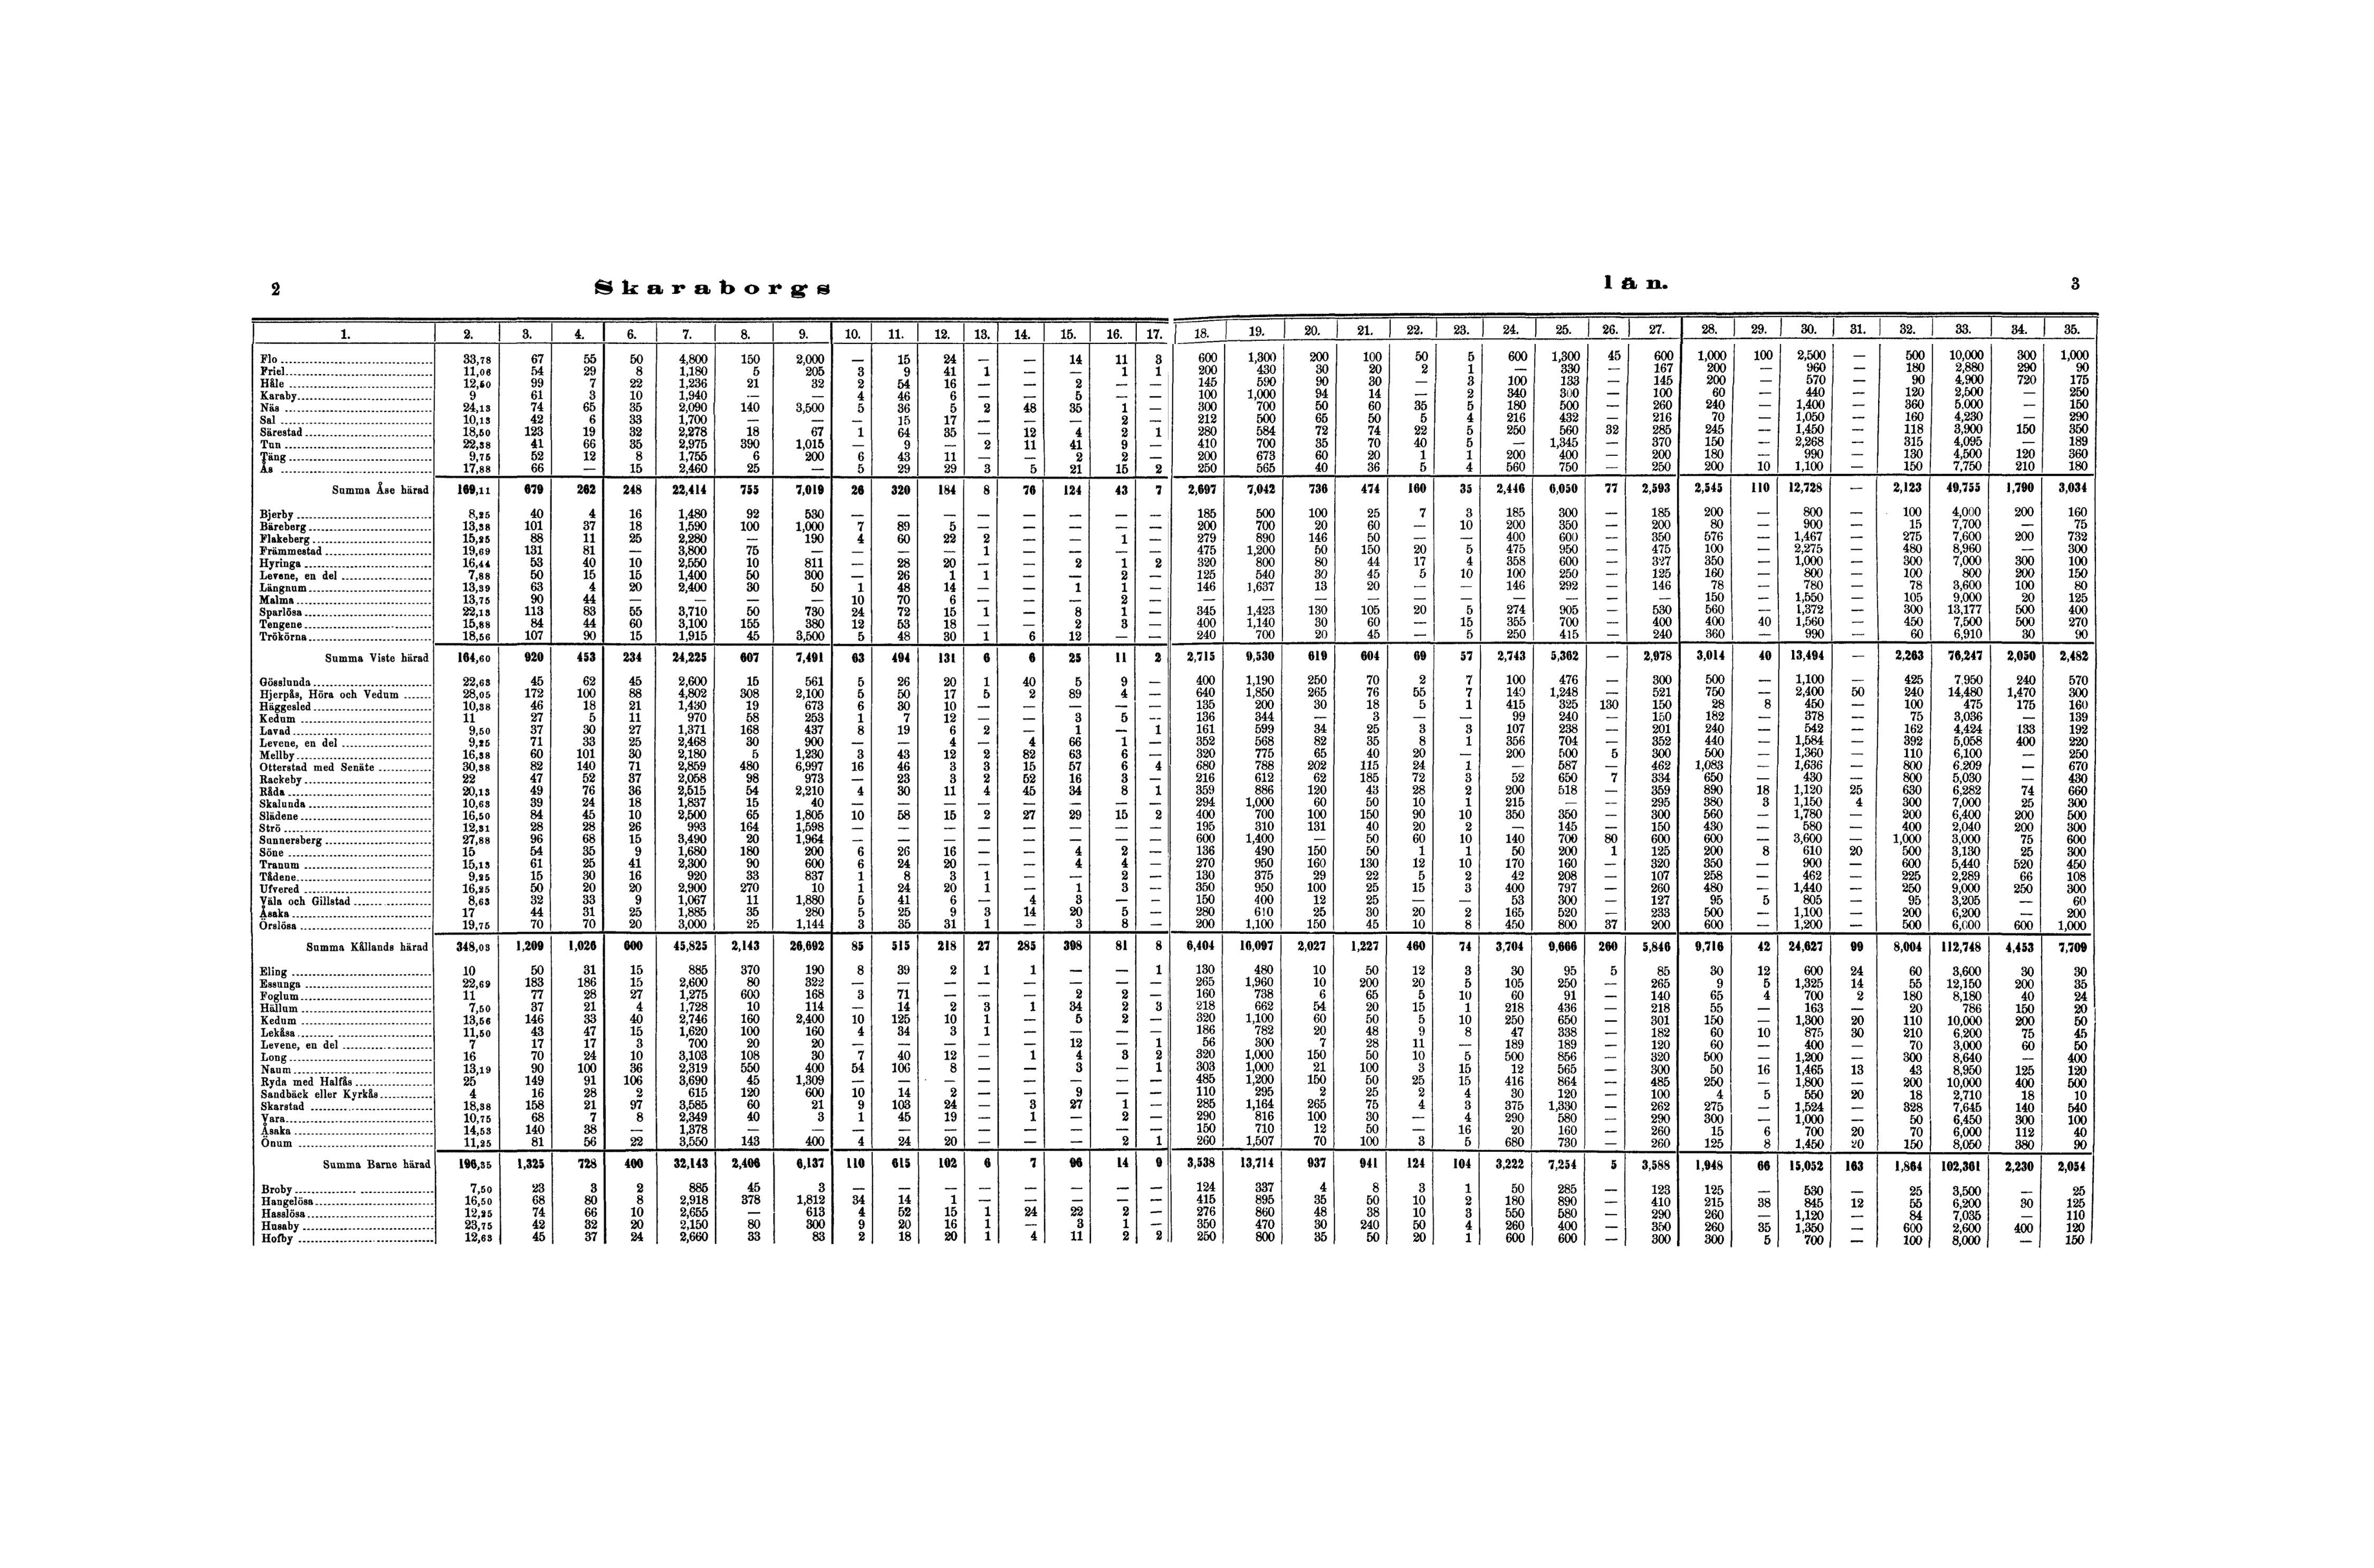 2 Skaraborgs län. 3
1. 2. 3. 4. 6. 7. 8. 9. 10. 11. 12. 13. 14. 15. 16. 17. 18. 19. 20. 21. 22. 23. 24. 25. 26. 27. 28. 29. 30. 31. 32. 33. 34. 35.
Flo 33,78 67 55 50 4,800 150 2,000 — 15 24 — — 14 11 3 600 1,300 200 100 50 5 600 1,300 45 600 1,000 100 2,500 — 500 10,000 300 1,000
Friel 11,06 54 29 8 1,180 5 205 3 9 41 1 — — 1 1 200 430 30 20 2 1 — 330 — 167 200 — 960 — 180 2,880 290 90
Håle 12,50 99 7 22 1,236 21 32 2 54 16 — — 2 — — 145 590 90 30 — 3 100 133 — 145 200 — 570 — 90 4,900 720 175
Karaby 9 61 3 10 1,940 — — 4 46 6 — — 5 — — 100 1,000 94 14 — 2 340 300 — 100 60 — 440 — 120 2,500 — 250
Näs 24,13 74 65 35 2,090 140 3,500 5 36 5 2 48 35 1 — 300 700 50 60 35 5 180 500 — 260 240 — 1,400 — 360 5,000 — 150
Sal 10,13 42 6 33 1,700 — — — 15 17 — — — 2 — 212 500 65 50 5 4 216 432 — 216 70 — 1,050 — 160 4,230 — 290
Särestad 18,50 123 19 32 2,278 18 67 1 64 35 — 12 4 2 1 280 584 72 74 22 5 250 560 32 285 245 — 1,450 — 118 3,900 150 350
Tun 22,38 41 66 35 2,975 390 1,015 — 9 — 2 11 41 9 — 410 700 35 70 40 5 — 1,345 — 370 150 — 2,268 — 315 4,095 — 189
Täng 9,75 52 12 8 1,755 6 200 6 43 11 — — 2 2 — 200 673 60 20 1 1 200 400 — 200 180 — 990 — 130 4,500 120 360
Ås 17,88 66 — 15 2,460 25 — 5 29 29 3 5 21 15 2 250 565 40 36 5 4 560 750 — 250 200 10 1,100 — 150 7,750 210 180
Summa Åse härad 169,11 679 262 248 22,414 755 7,019 26 320 184 8 76 124 43 7 2,697 7,042 736 474 160 35 2,446 6,050 77 2,593 2,545 110 12,728 — 2,123 49,755 1,790 3,034
Bjerby 8,25 40 4 16 1,480 92 530 — — — — — — — — 185 500 100 25 7 3 185 300 — 185 200 — 800 — 100 4,000 200 160
Bäreberg 13,38 101 37 18 1,590 100 1,000 7 89 5 — — — — — 200 700 20 60 — 10 200 350 — 200 80 — 900 — 15 7,700 — 75
Flakeberg 15,25 88 11 25 2,280 — 190 4 60 22 2 — — 1 — 279 890 146 50 — — 400 600 — 350 576 — 1,467 — 275 7,600 200 732
Främmestad 19,69 131 81 — 3,800 75 — — — — 1 — — — — 475 1,200 50 150 20 5 475 950 — 475 100 — 2,275 — 480 8,960 — 300
Hyringa 16,44 53 40 10 2,550 10 811 — 28 20 — — 2 1 2 320 800 80 44 17 4 358 600 — 327 350 — 1,000 — 300 7,000 300 100
Levene, en del 7,88 50 15 15 1,400 50 300 — 26 1 1 — — 2 — 125 540 30 45 5 10 100 250 — 125 160 — 800 — 100 800 200 150
Längnum 13,39 63 4 20 2,400 30 50 1 48 14 — — 1 1 — 146 1,637 13 20 — — 146 292 — 146 78 — 780 — 78 3,600 100 80
Malma 13,75 90 44 — — — — 10 70 6 — — — 2 — — — — — — — — — — — 150 — 1,550 — 105 9,000 20 125
Sparlösa 22,13 113 83 55 3,710 50 730 24 72 15 1 — 8 1 — 345 1,423 130 105 20 5 274 905 — 530 560 — 1,372 — 300 13,177 500 400
Tengene 15,88 84 44 60 3,100 155 380 12 53 18 — — 2 3 — 400 1,140 30 60 — 15 355 700 — 400 400 40 1,560 — 450 7,500 500 270
Trökörna 18,56 107 90 15 1,915 45 3,500 5 48 30 1 6 12 — — 240 700 20 45 — 5 250 415 — 240 360 — 990 — 60 6,910 30 90
Summa Viste härad 164,60 920 453 234 24,225 607 7,491 63 494 131 6 6 25 11 2 2,715 9,530 619 604 69 57 2,743 5,362 — 2,978 3,014 40 13,494 — 2,263 76,247 2,050 2,482
Gösslunda 22,63 45 62 45 2,600 15 561 5 26 20 1 40 5 9 — 400 1,190 250 70 2 7 100 476 — 300 500 — 1,100 — 425 7,950 240 570
Hjerpås, Höra och Vedum 28,05 172 100 88 4,802 308 2,100 5 50 17 5 2 89 4 — 640 1,850 265 76 55 7 140 1,248 — 521 750 — 2,400 50 240 14,480 1,470 300
Häggesled 10,38 46 18 21 1,430 19 673 6 30 10 — — — — — 135 200 30 18 5 1 415 325 130 150 28 8 450 — 100 475 175 160
Kedum 11 27 5 11 970 58 253 1 7 12 — — 3 5 — 136 344 — 3 — — 99 240 — 150 182 — 378 — 75 3,036 — 139
Lavad 9,50 37 30 27 1,371 168 437 8 19 6 2 — 1 — 1 161 599 34 25 3 3 107 238 — 201 240 — 542 — 162 4,424 133 192
Levene, en del 9,25 71 33 25 2,468 30 900 — — 4 — 4 66 1 — 352 568 82 35 8 1 356 704 — 352 440 — 1,584 — 392 5,058 400 220
Mellby 16,38 60 101 30 2,180 5 1,230 3 43 12 2 82 63 6 — 320 775 65 40 20 — 200 500 5 300 500 — 1,360 — 110 6,100 — 250
Otterstad med Senäte 30,38 82 140 71 2,859 480 6,997 16 46 3 3 15 57 6 4 680 788 202 115 24 1 — 587 — 462 1,083 — 1,636 — 800 6,209 — 670
Rackeby 22 47 52 37 2,058 98 973 — 23 3 2 52 16 3 — 216 612 62 185 72 3 52 650 7 334 650 — 430 — 800 5,030 — 430
Råda 20,13 49 76 36 2,515 54 2,210 4 30 11 4 45 34 8 1 359 886 120 43 28 2 200 518 — 359 890 18 1,120 25 630 6,282 74 660
Skalunda 10,63 39 24 18 1,837 15 40 — — — — — — — — 294 1,000 60 50 10 1 215 — — 295 380 3 1,150 4 300 7,000 25 300
Slädene 16,50 84 45 10 2,500 65 1,805 10 58 15 2 27 29 15 2 400 700 100 150 90 10 350 350 — 300 560 — 1,780 — 200 6,400 200 500
Strö 12,31 28 28 26 993 164 1,598 — — — — — — — — 195 310 131 40 20 2 — 145 — 150 430 — 580 — 400 2,040 200 300
Sunnersberg 27,88 96 68 15 3,490 20 1,964 — — — — — — — — 600 1,400 — 50 60 10 140 700 80 600 600 — 3,600 — 1,000 3,000 75 600
Söne 15 54 35 9 1,680 180 200 6 26 16 — — 4 2 — 136 490 150 50 1 1 50 200 1 125 200 8 610 20 500 3,130 25 300
Tranum 15,13 61 25 41 2,300 90 600 6 24 20 — — 4 4 — 270 950 160 130 12 10 170 160 — 320 350 — 900 — 600 5,440 520 450
Tådene 9,25 15 30 16 920 33 837 1 8 3 1 — — 2 — 130 375 29 22 5 2 42 208 — 107 258 — 462 — 225 2,289 66 108
Ufvered 16,25 50 20 20 2,900 270 10 1 24 20 1 — 1 3 — 350 950 100 25 15 3 400 797 — 260 480 — 1,440 — 250 9,000 250 300
Väla och Gillstad 8,63 32 33 9 1,067 11 1,880 5 41 6 — 4 3 — — 150 400 12 25 — — 53 300 — 127 95 5 805 — 95 3,205 — 60
Åsaka 17 44 31 25 1,885 35 280 5 25 9 3 14 20 5 — 280 610 25 30 20 2 165 520 — 233 500 — 1,100 — 200 6,200 — 200
Örslösa 19,75 70 70 20 3,000 25 1,144 3 35 31 1 — 3 8 — 200 1,100 150 45 10 8 450 800 37 200 600 — 1,200 — 500 6,000 600 1,000
Summa Kållands härad 348,03 1,209 1,026 600 45,825 2,143 26,692 85 515 218 27 285 398 81 8 6,404 16,097 2,027 1,227 460 74 3,704 9,666 260 5,846 9,716 42 24,627 99 8,004 112,748 4,453 7,709
Eling 10 50 31 15 885 370 190 8 39 2 1 1 — — 1 130 480 10 50 12 3 30 95 5 85 30 12 600 24 60 3,600 30 30
Essunga 22,69 183 186 15 2,600 80 322 — — — — — — — — 265 1,960 10 200 20 5 105 250 — 265 9 5 1,325 14 55 12,150 200 35
Foglum 11 77 28 27 1,275 600 168 3 71 — — — 2 2 — 160 738 6 65 5 10 60 91 — 140 65 4 700 2 180 8,180 40 24
Hällum 7,50 37 21 4 1,728 10 114 — 14 2 3 1 34 2 3 218 662 54 20 15 1 218 436 — 218 55 — 163 — 20 786 150 20
Kedum 13,56 146 33 40 2,746 160 2,400 10 125 10 1 — 5 2 — 320 1,100 60 50 5 10 250 650 — 301 150 — 1,300 20 110 10,000 200 50
Lekåsa 11,50 43 47 15 1,620 100 160 4 34 3 1 — — — — 186 782 20 48 9 8 47 338 — 182 60 10 875 30 210 6,200 75 45
Levene, en del 7 17 17 3 700 20 20 — — — — — 12 — 1 56 300 7 28 11 — 189 189 — 120 60 — 400 — 70 3,000 60 50
Long 16 70 24 10 3,103 108 30 7 40 12 — 1 4 3 2 320 1,000 150 50 10 5 500 856 — 320 500 — 1,200 — 300 8,640 — 400
Naum 13,19 90 100 36 2,319 550 400 54 106 8 — — 3 — 1 303 1,000 21 100 3 15 12 565 — 300 50 16 1,465 13 43 8,950 125 120
Ryda med Halfås 25 149 91 106 3,690 45 1,309 — — — — — — — — 485 1,200 150 50 25 15 416 864 — 485 250 — 1,800 — 200 10,000 400 500
Sandbäck eller Kyrkås 4 16 28 2 615 120 600 10 14 2 — — 9 — — 110 295 2 25 2 4 30 120 — 100 4 5 550 20 18 2,710 18 10
Skarstad 18,38 158 21 97 3,585 60 21 9 103 24 — 3 27 1 — 285 1,164 265 75 4 3 375 1,330 — 262 275 — 1,524 — 328 7,645 140 540
Vara 10,75 68 7 8 2,349 40 3 1 45 19 — 1 — 2 — 290 816 100 30 — 4 290 580 — 290 300 — 1,000 — 50 6,450 300 100
Åsaka 14,53 140 38 — 1,378 — — — — — — — — — — 150 710 12 50 — 16 20 160 — 260 15 6 700 20 70 6,000 112 40
Önum 11,25 81 56 22 3,550 143 400 4 24 20 — — — 2 1 260 1,507 70 100 3 5 680 730 — 260 125 8 1,450 20 150 8,050 380 90
Summa Barne härad 196,35 1,325 728 400 32,143 2,406 6,137 110 615 102 6 7 96 14 9 3,538 13,714 937 941 124 104 3,222 7,254 5 3,588 1,948 66 15,052 163 1,864 102,361 2,230 2,054
Broby 7,50 23 3 2 885 45 3 — — — — — — — — 124 337 4 8 3 1 50 285 — 123 125 — 530 — 25 3,500 — 25
Hangelösa 16,50 68 80 8 2,918 378 1,812 34 14 1 — — — — — 415 895 35 50 10 2 180 890 — 410 215 38 845 12 55 6,200 30 125
Hasslösa 12,25 74 66 10 2,655 — 613 4 52 15 1 24 22 2 — 276 860 48 38 10 3 550 580 — 290 260 — 1,120 — 84 7,035 — 110
Husaby 23,75 42 32 20 2,150 80 300 9 20 16 1 — 3 1 — 350 470 30 240 50 4 260 400 — 350 260 35 1,350 — 600 2,600 400 120
Hofby 12,63 45 37 24 2,660 33 83 2 18 20 1 4 11 2 2 250 800 35 50 20 1 600 600 — 300 300 5 700 — 100 8,000 — 150